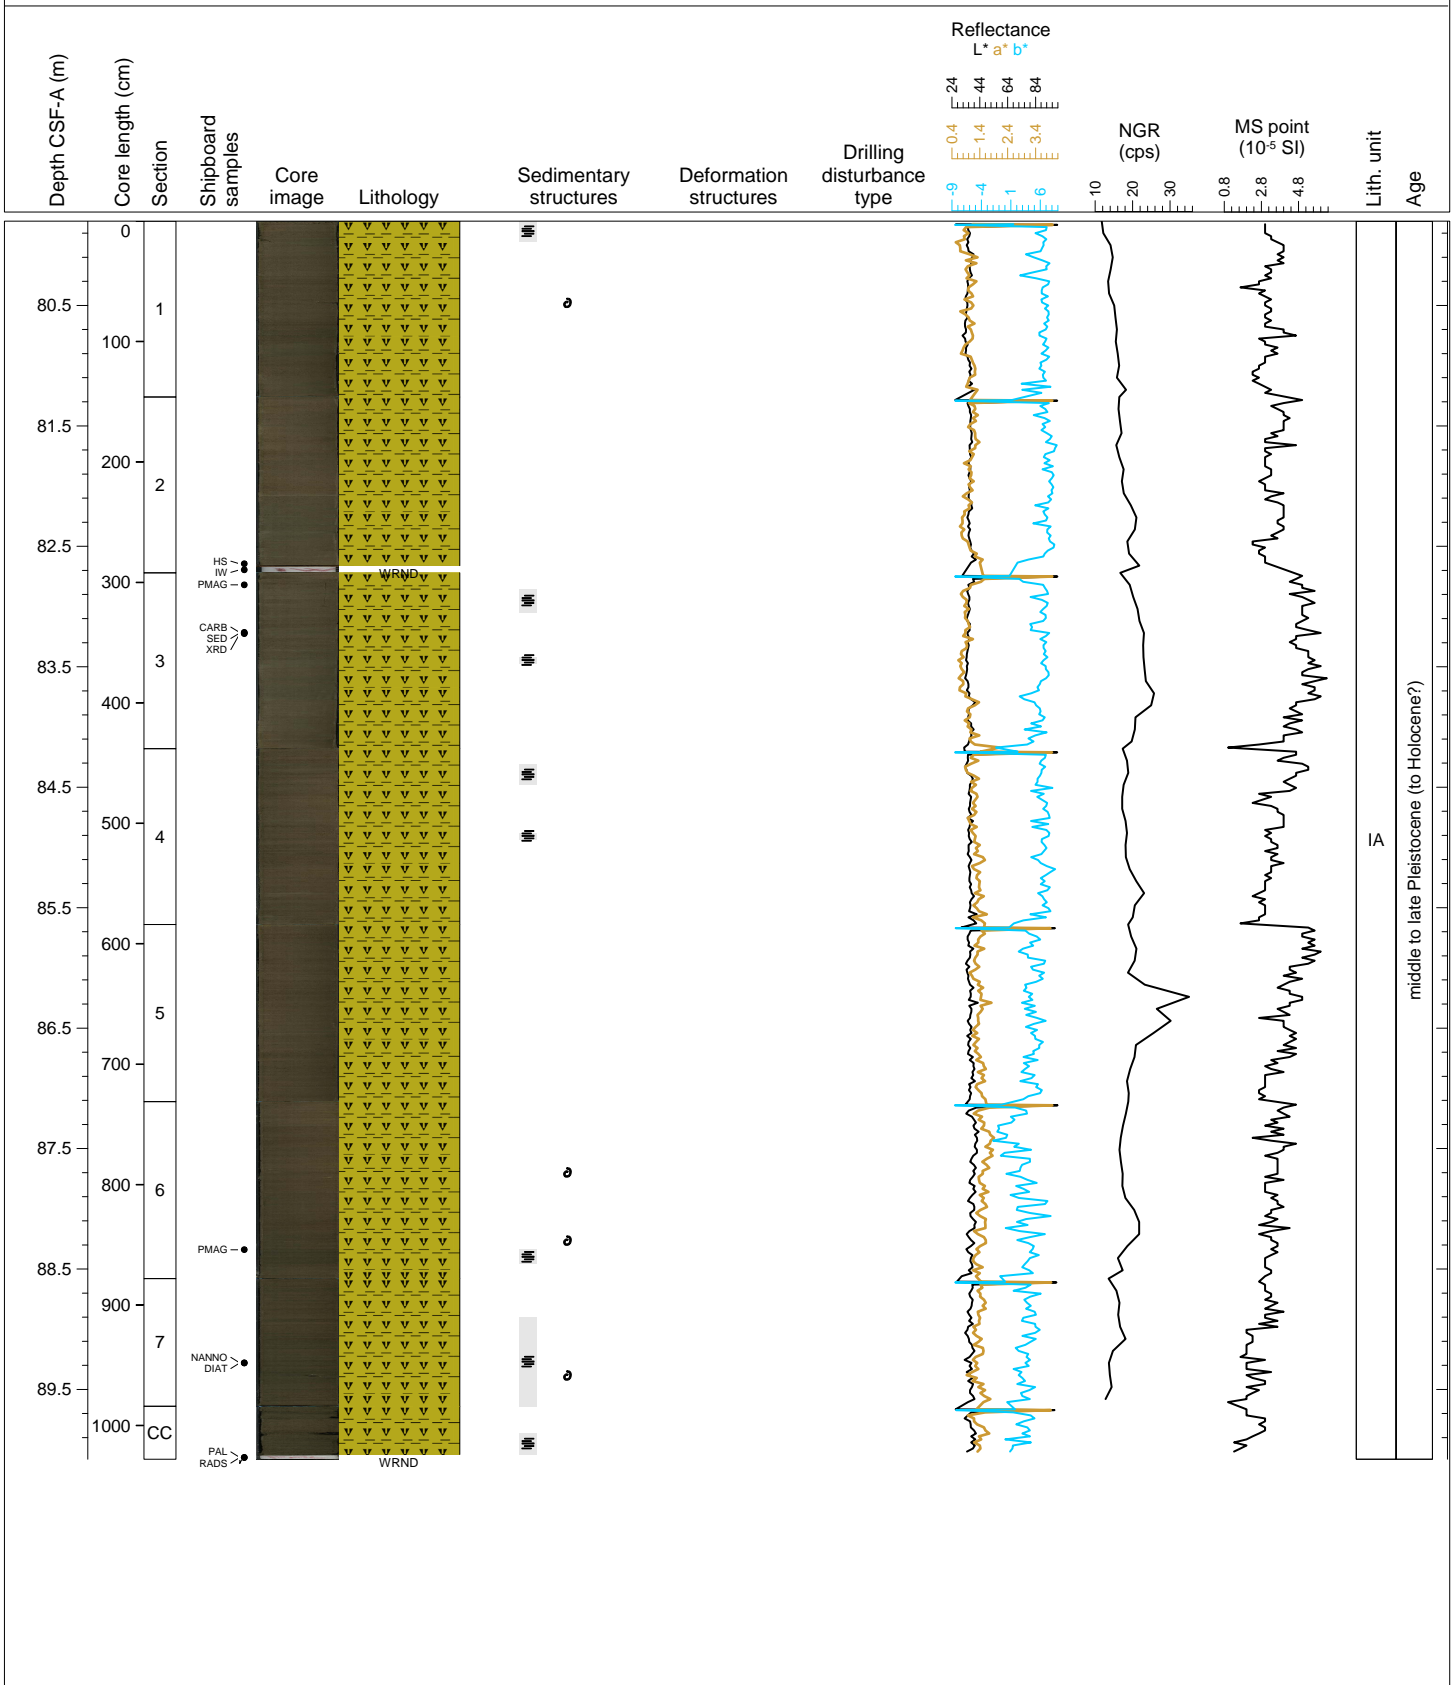 Depth CSF-A (m)
Core length (cm)
Section
Shipboard
samples
Core
image
Lithology
Sedimentary
structures
Deformation
structures
Drilling
disturbance
type
Reflectance
L* a* b*
24 44 64 84
0.4 1.4 2.4 3.4
-9 -4 1 6
NGR
(cps)
10 20 30
MS point
(10-5 SI)
0.8 2.8 4.8
Lith. unit
Age
0
80.5
1
100
81.5
200
2
82.5
HS
IW
WRND
300
PMAG
CARB
SED
XRD
3
83.5
400
middle to late Pleistocene (to Holocene?)
84.5
500
4
IA
85.5
600
5
86.5
700
87.5
800
6
PMAG
88.5
900
7
NANNO
DIAT
89.5
1000
CC
PAL
RADS
WRND